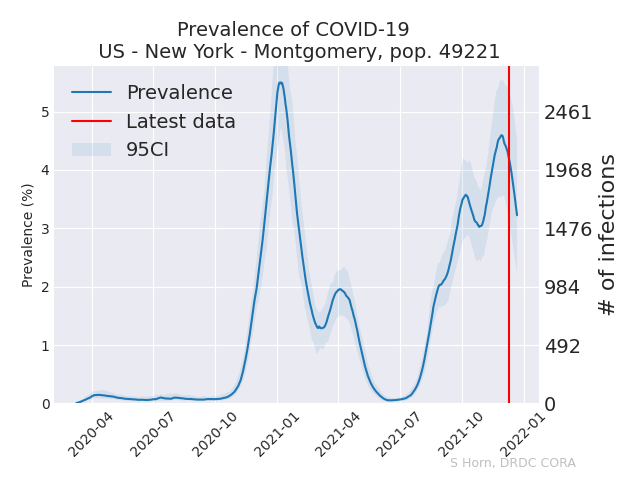 Prevalence of COVID-19
US - New York - Montgomery, pop. 49221
Prevalence
Latest data
95CI
Prevalence (%)
5
4
3
2
1
0
2461
1968
1476
984
492
0
# of infections
2020-04
2020-07
2020-10
2021-01
2021-04
2021-07
2021-10
2022-01
S Horn, DRDC CORA